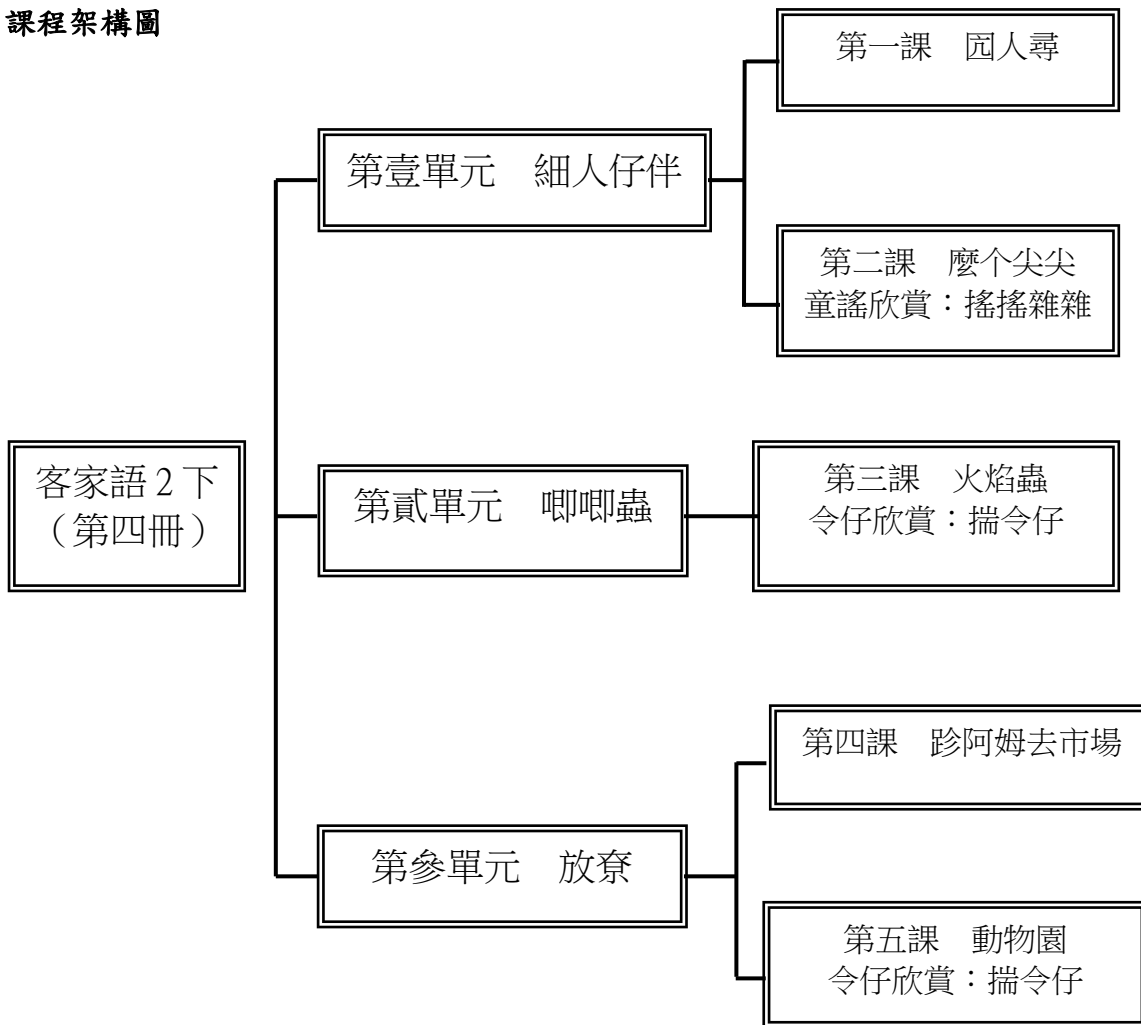 課程架構圖
第一課　囥人尋
第壹單元　細人仔伴
第二課　麼个尖尖
童謠欣賞：搖搖雜雜
客家語2下
（第四冊）
第貳單元　唧唧蟲
第三課　火焰蟲
令仔欣賞：揣令仔
第四課　跈阿姆去市場
第參單元　放尞
第五課　動物園
令仔欣賞：揣令仔